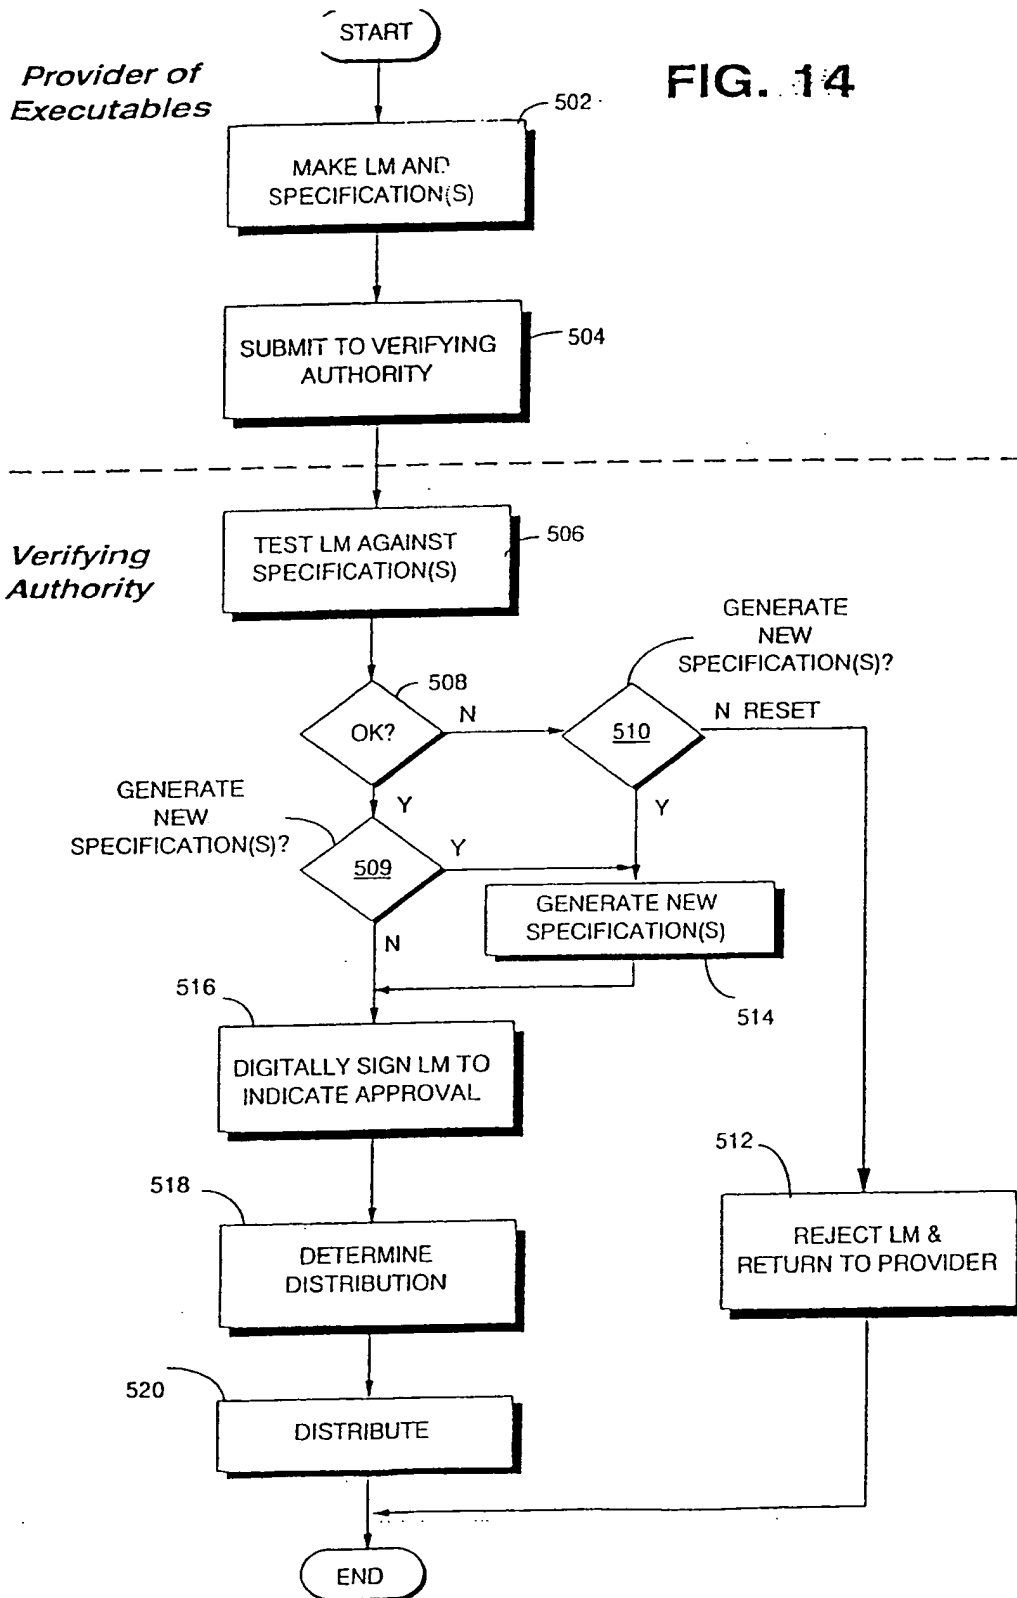 START
Provider of
Executables
FIG. 14
502
MAKE LM AND
SPECIFICATION(S)
SUBMIT TO VERIFYING
AUTHORITY
504
Verifying
Authority
TEST LM AGAINST
SPECIFICATION(S)
506
GENERATE
NEW
SPECIFICATION(S)?
508
OK?
N
510
N RESET
GENERATE
NEW
SPECIFICATION(S)?
Y
Y
509
Y
GENERATE NEW
SPECIFICATION(S)
N
514
516
DIGITALLY SIGN LM TO
INDICATE APPROVAL
512
518
DETERMINE
DISTRIBUTION
REJECT LM &
RETURN TO PROVIDER
520
DISTRIBUTE
END